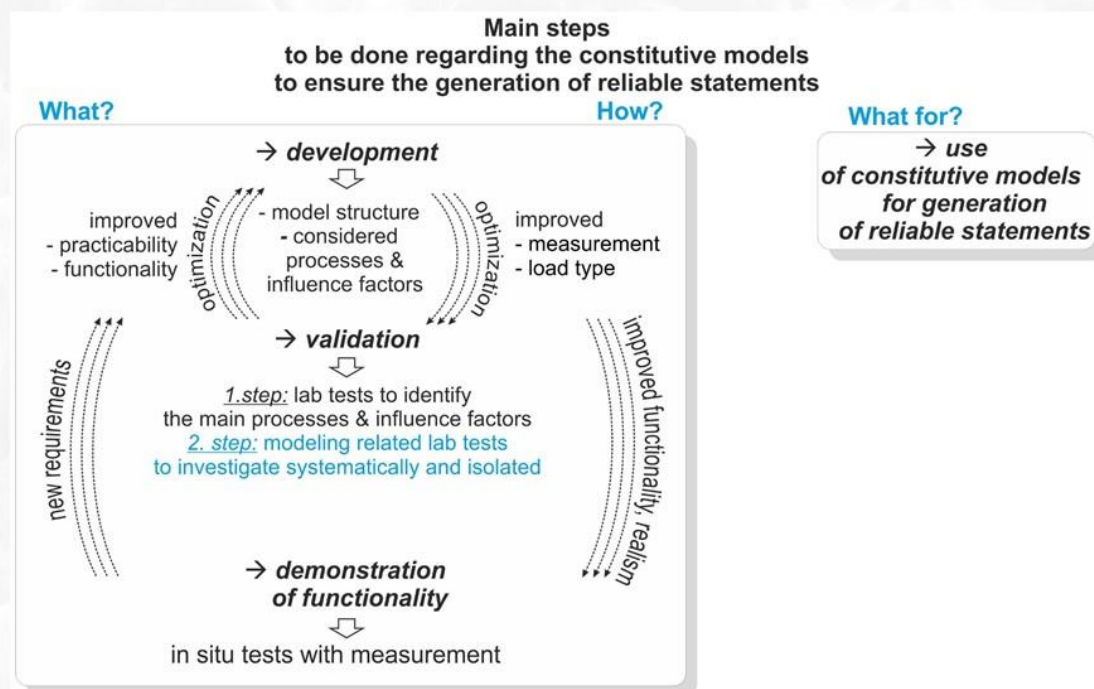 Main steps
to be done regarding the constitutive models
to ensure the generation of reliable statements
What?
How?
What for?
→ development
- model structure
- considered
processes &
influence factors
improved
- practicability
- functionality
optimization
optimization
improved
- measurement
- load type
→ validation
1.step: lab tests to identify
the main processes & influence factors
2. step: modeling related lab tests
to investigate systematically and isolated
new requirements
improved functionality, realism
→ demonstration
of functionality
in situ tests with measurement
→ use
of constitutive models
for generation
of reliable statements